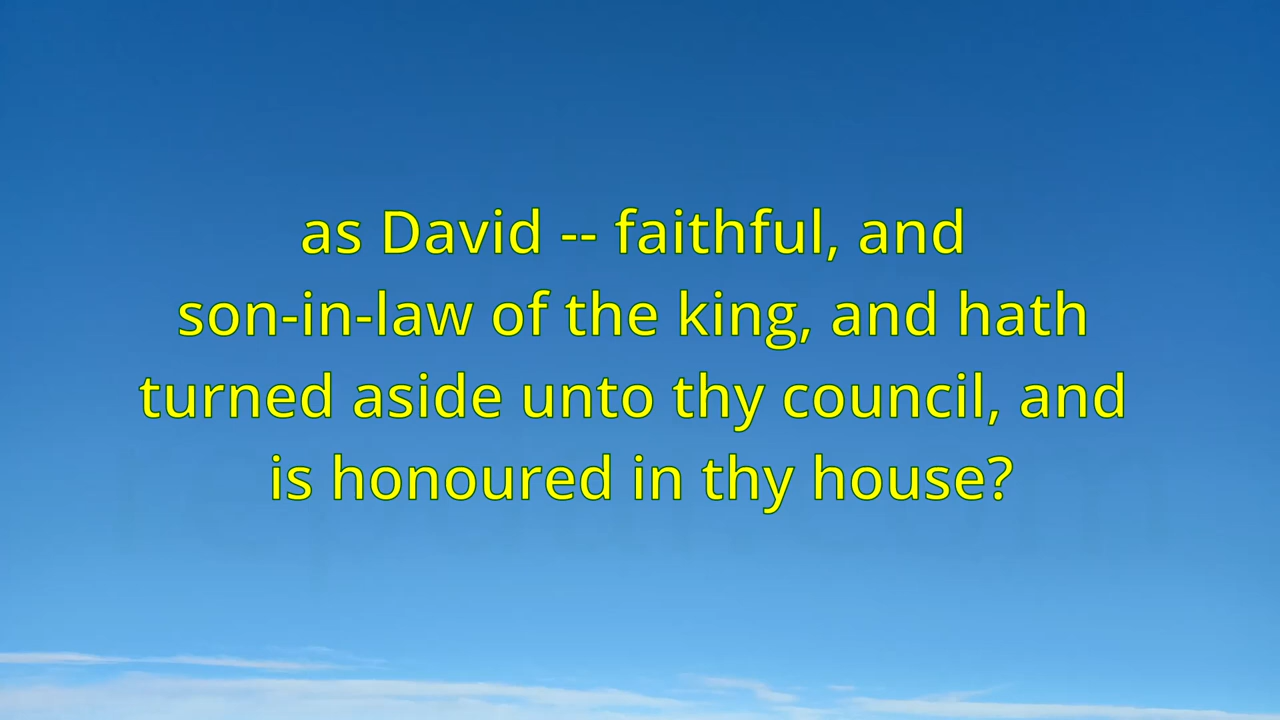 as David -- faithful, and
son-in-law of the king, and hath
turned aside unto thy council, and
is honoured in thy house?